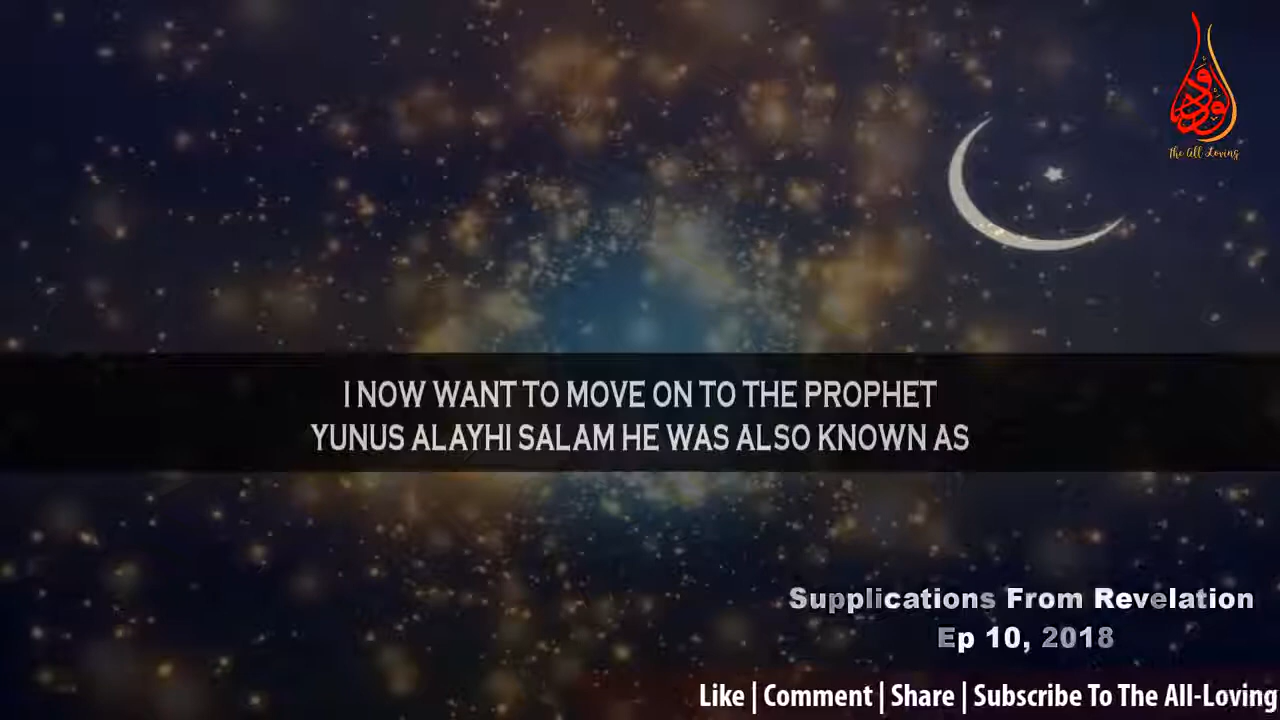 The All Loving
I NOW WANT TO MOVE ON TO THE PROPHET
YUNUS ALAYHI SALAM HE WAS ALSO KNOWN AS
Supplications From Revelation
Ep 10, 2018
Like | Comment | Share | Subscribe To The All-Loving